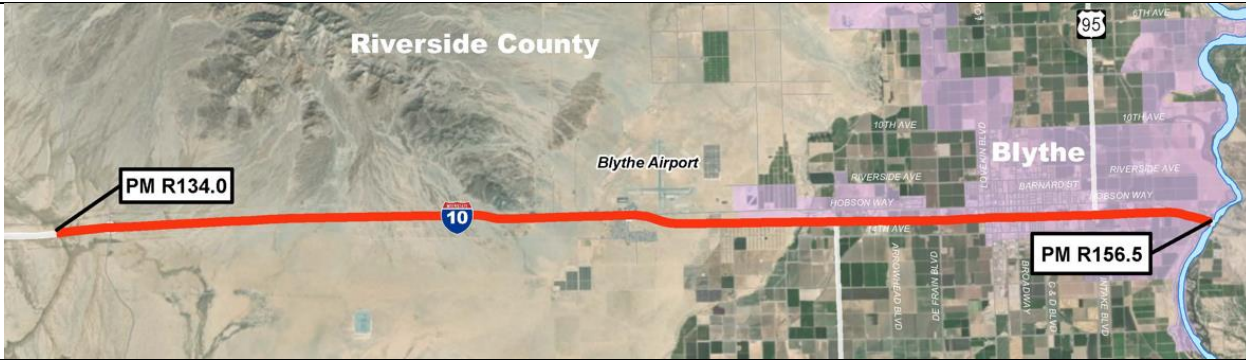 Riverside County
95
6TH AVE
10TH AVE
10TH AVE
LOVEKIN BLVD
Blythe
Blythe Airport
RIVERSIDE AVE
RIVERSIDE AVE
PM R134.0
BARNARD ST
HOBSON WAY
HOBSON WAY
10
14TH AVE
PM R156.5
ARROWHEAD BLVD
DE FRAIN BLVD
BROADWAY
C & D BLVD
INTAKE BLVD